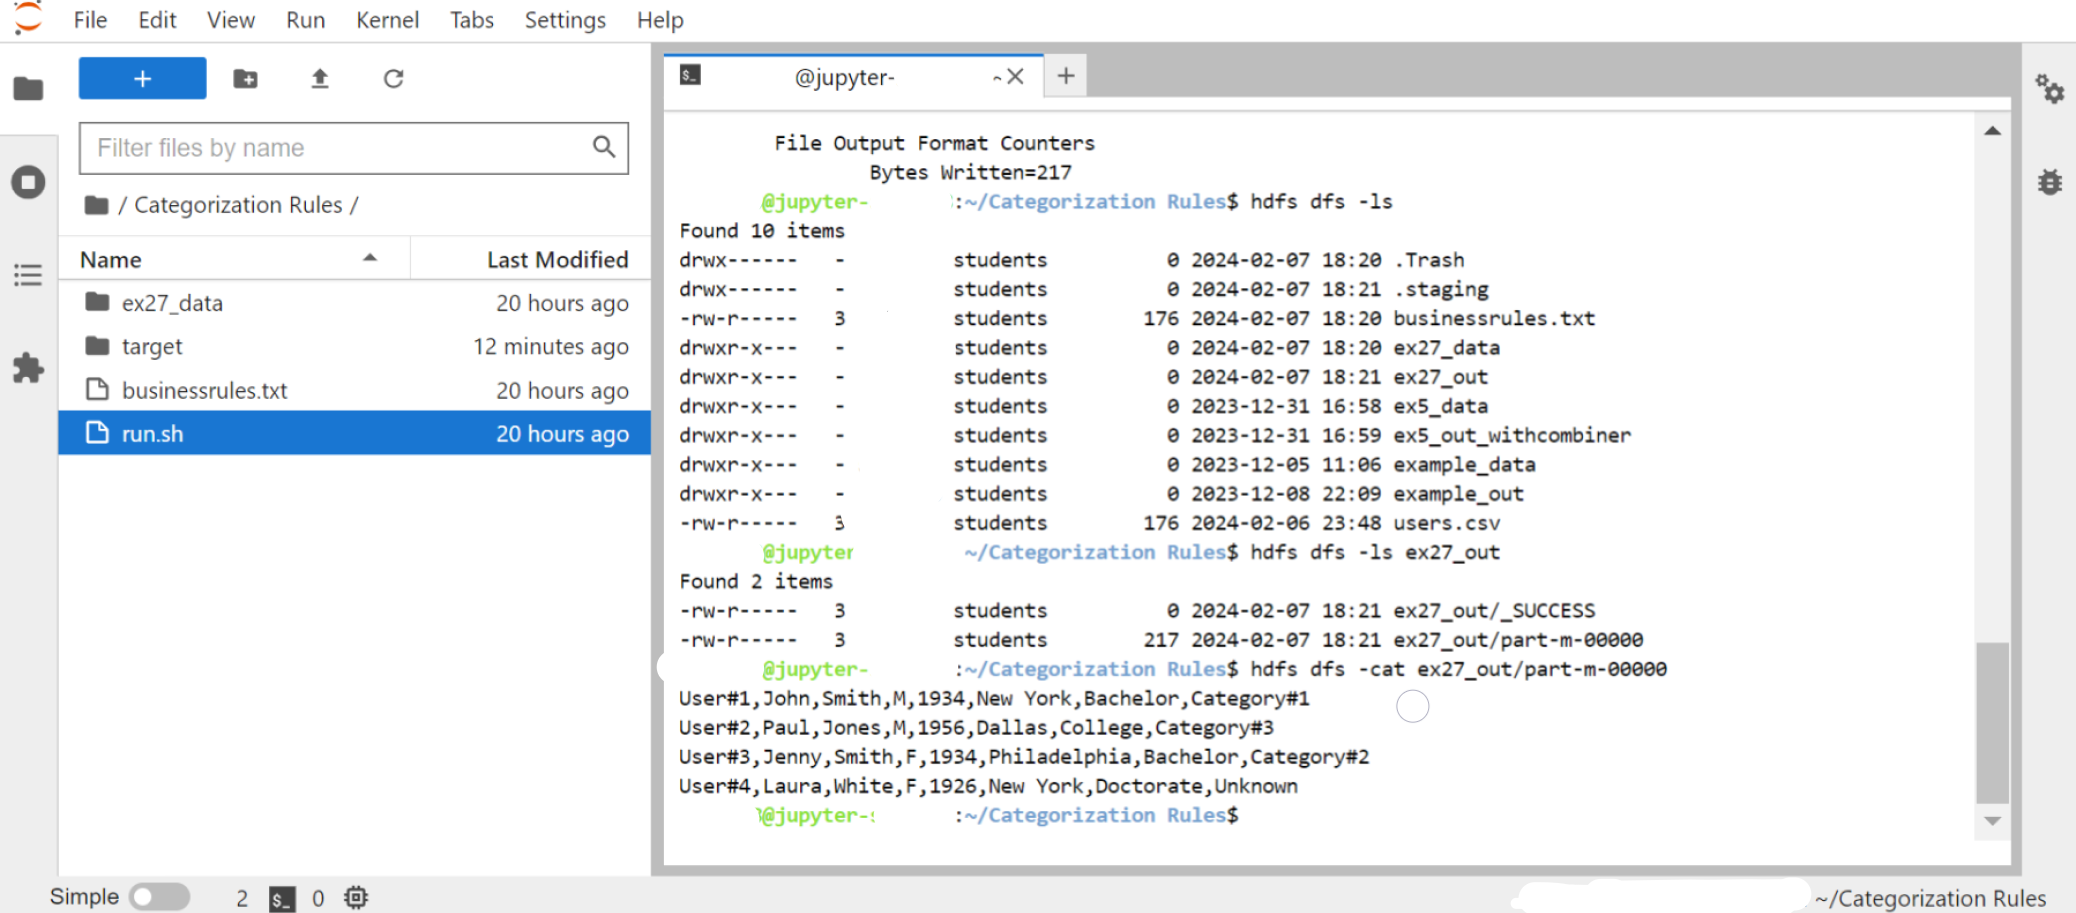 File Edit View Run Kernel Tabs Settings Help
+
Filter files by name
/ Categorization Rules /
Name Last Modified
ex27_data 20 hours ago
target 12 minutes ago
businessrules.txt 20 hours ago
run.sh 20 hours ago
$_ @jupyter- ~ × +
File Output Format Counters
Bytes Written=217
@jupyter- :~/Categorization Rules$ hdfs dfs -ls
Found 10 items
drwx------ - students 0 2024-02-07 18:20 .Trash
drwx------ - students 0 2024-02-07 18:21 .staging
-rw-r----- 3 students 176 2024-02-07 18:20 businessrules.txt
drwxr-x--- - students 0 2024-02-07 18:20 ex27_data
drwxr-x--- - students 0 2024-02-07 18:21 ex27_out
drwxr-x--- - students 0 2023-12-31 16:58 ex5_data
drwxr-x--- - students 0 2023-12-31 16:59 ex5_out_withcombiner
drwxr-x--- - students 0 2023-12-05 11:06 example_data
drwxr-x--- - students 0 2023-12-08 22:09 example_out
-rw-r----- 3 students 176 2024-02-06 23:48 users.csv
@jupyter ~/Categorization Rules$ hdfs dfs -ls ex27_out
Found 2 items
-rw-r----- 3 students 0 2024-02-07 18:21 ex27_out/_SUCCESS
-rw-r----- 3 students 217 2024-02-07 18:21 ex27_out/part-m-00000
@jupyter- :~/Categorization Rules$ hdfs dfs -cat ex27_out/part-m-00000
User#1,John,Smith,M,1934,New York,Bachelor,Category#1
User#2,Paul,Jones,M,1956,Dallas,College,Category#3
User#3,Jenny,Smith,F,1934,Philadelphia,Bachelor,Category#2
User#4,Laura,White,F,1926,New York,Doctorate,Unknown
@jupyter- :~/Categorization Rules$
Simple 2 $_ 0 ~/Categorization Rules